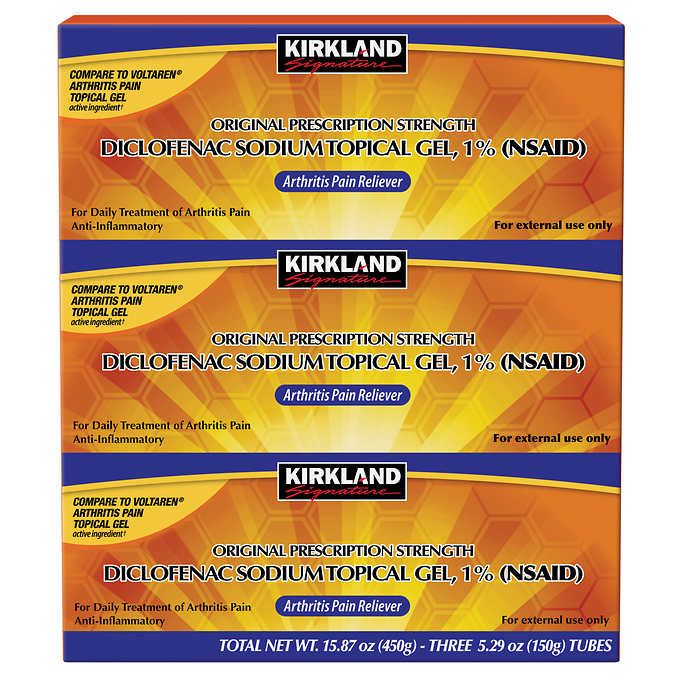 KIRKLAND
Signature
COMPARE TO VOLTAREN®
ARTHRITIS PAIN
TOPICAL GEL
active ingredient†
ORIGINAL PRESCRIPTION STRENGTH
DICLOFENAC SODIUM TOPICAL GEL, 1% (NSAID)
Arthritis Pain Reliever
For Daily Treatment of Arthritis Pain
Anti-Inflammatory
For external use only
KIRKLAND
Signature
COMPARE TO VOLTAREN®
ARTHRITIS PAIN
TOPICAL GEL
active ingredient†
ORIGINAL PRESCRIPTION STRENGTH
DICLOFENAC SODIUM TOPICAL GEL, 1% (NSAID)
Arthritis Pain Reliever
For Daily Treatment of Arthritis Pain
Anti-Inflammatory
For external use only
KIRKLAND
Signature
COMPARE TO VOLTAREN®
ARTHRITIS PAIN
TOPICAL GEL
active ingredient†
ORIGINAL PRESCRIPTION STRENGTH
DICLOFENAC SODIUM TOPICAL GEL, 1% (NSAID)
Arthritis Pain Reliever
For Daily Treatment of Arthritis Pain
Anti-Inflammatory
For external use only
TOTAL NET WT. 15.87 oz (450g) - THREE 5.29 oz (150g) TUBES